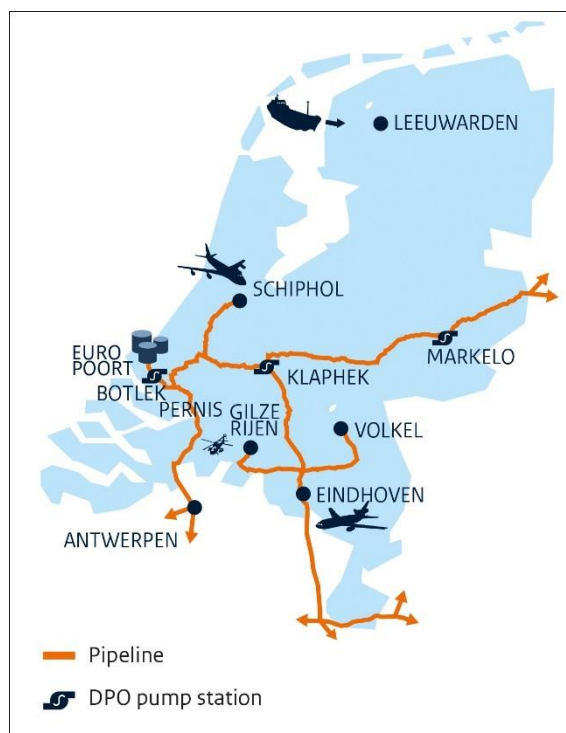 LEEUWARDEN
SCHIPHOL
EURO
POORT
BOTLEK
PERNIS
KLAPHEK
MARKELO
GILZE
RIJEN
VOLKEL
EINDHOVEN
ANTWERPEN
Pipeline
DPO pump station